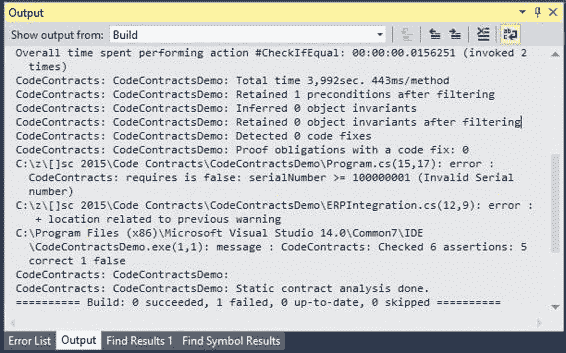 Output
Show output from: Build
Overall time spent performing action #CheckIfEqual: 00:00:00.0156251 (invoked 2
times)
CodeContracts: CodeContractsDemo: Total time 3,992sec. 443ms/method
CodeContracts: CodeContractsDemo: Retained 1 preconditions after filtering
CodeContracts: CodeContractsDemo: Inferred 0 object invariants
CodeContracts: CodeContractsDemo: Retained 0 object invariants after filtering
CodeContracts: CodeContractsDemo: Detected 0 code fixes
CodeContracts: CodeContractsDemo: Proof obligations with a code fix: 0
C:\z\[]sc 2015\Code Contracts\CodeContractsDemo\Program.cs(15,17): error :
CodeContracts: requires is false: serialNumber >= 100000001 (Invalid Serial
number)
C:\z\[]sc 2015\Code Contracts\CodeContractsDemo\ERPIntegration.cs(12,9): error :
+ location related to previous warning
C:\Program Files (x86)\Microsoft Visual Studio 14.0\Common7\IDE
\CodeContractsDemo.exe(1,1): message : CodeContracts: Checked 6 assertions: 5
correct 1 false
CodeContracts: CodeContractsDemo:
CodeContracts: CodeContractsDemo: Static contract analysis done.
========== Build: 0 succeeded, 1 failed, 0 up-to-date, 0 skipped ==========
Error List Output Find Results 1 Find Symbol Results